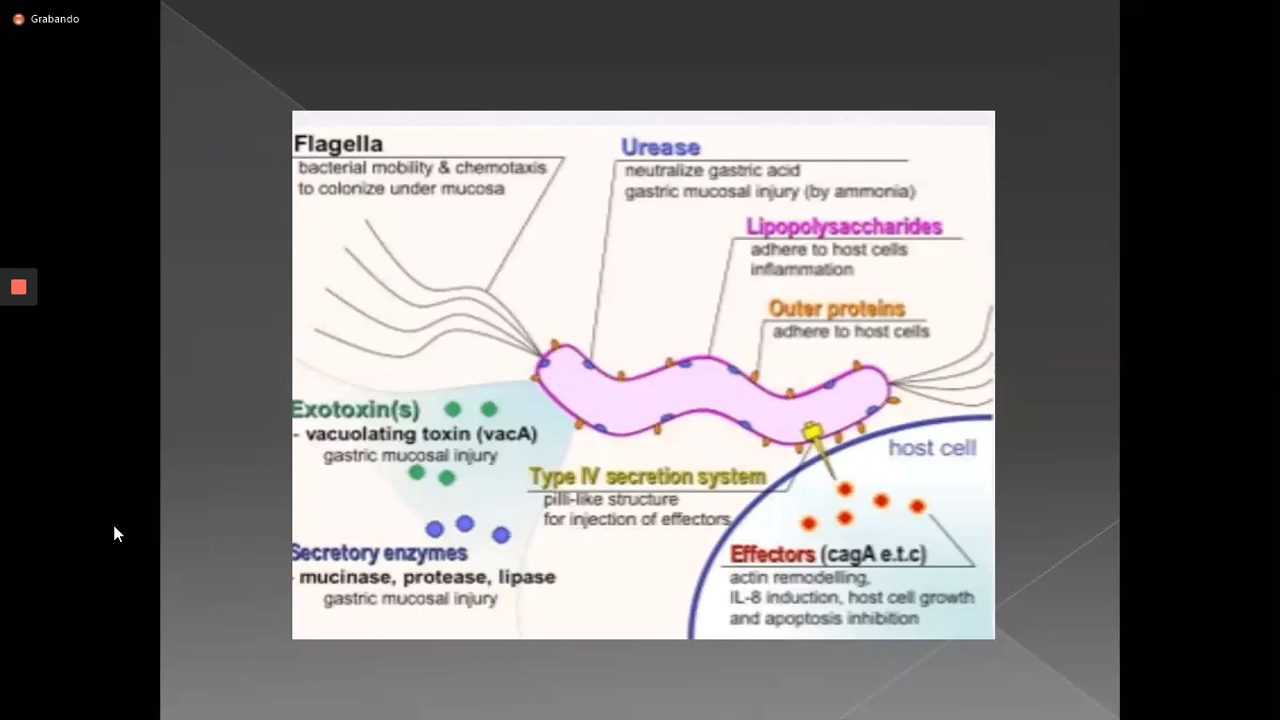 Grabando
Flagella
bacterial mobility & chemotaxis
to colonize under mucosa
Urease
neutralize gastric acid
gastric mucosal injury (by ammonia)
Lipopolysaccharides
adhere to host cells
inflammation
Outer proteins
adhere to host cells
Exotoxin(s)
- vacuolating toxin (vacA)
gastric mucosal injury
host cell
Type IV secretion system
pilli-like structure
for injection of effectors
Secretory enzymes
- mucinase, protease, lipase
gastric mucosal injury
Effectors (cagA e.t.c)
actin remodelling,
IL-8 induction, host cell growth
and apoptosis inhibition